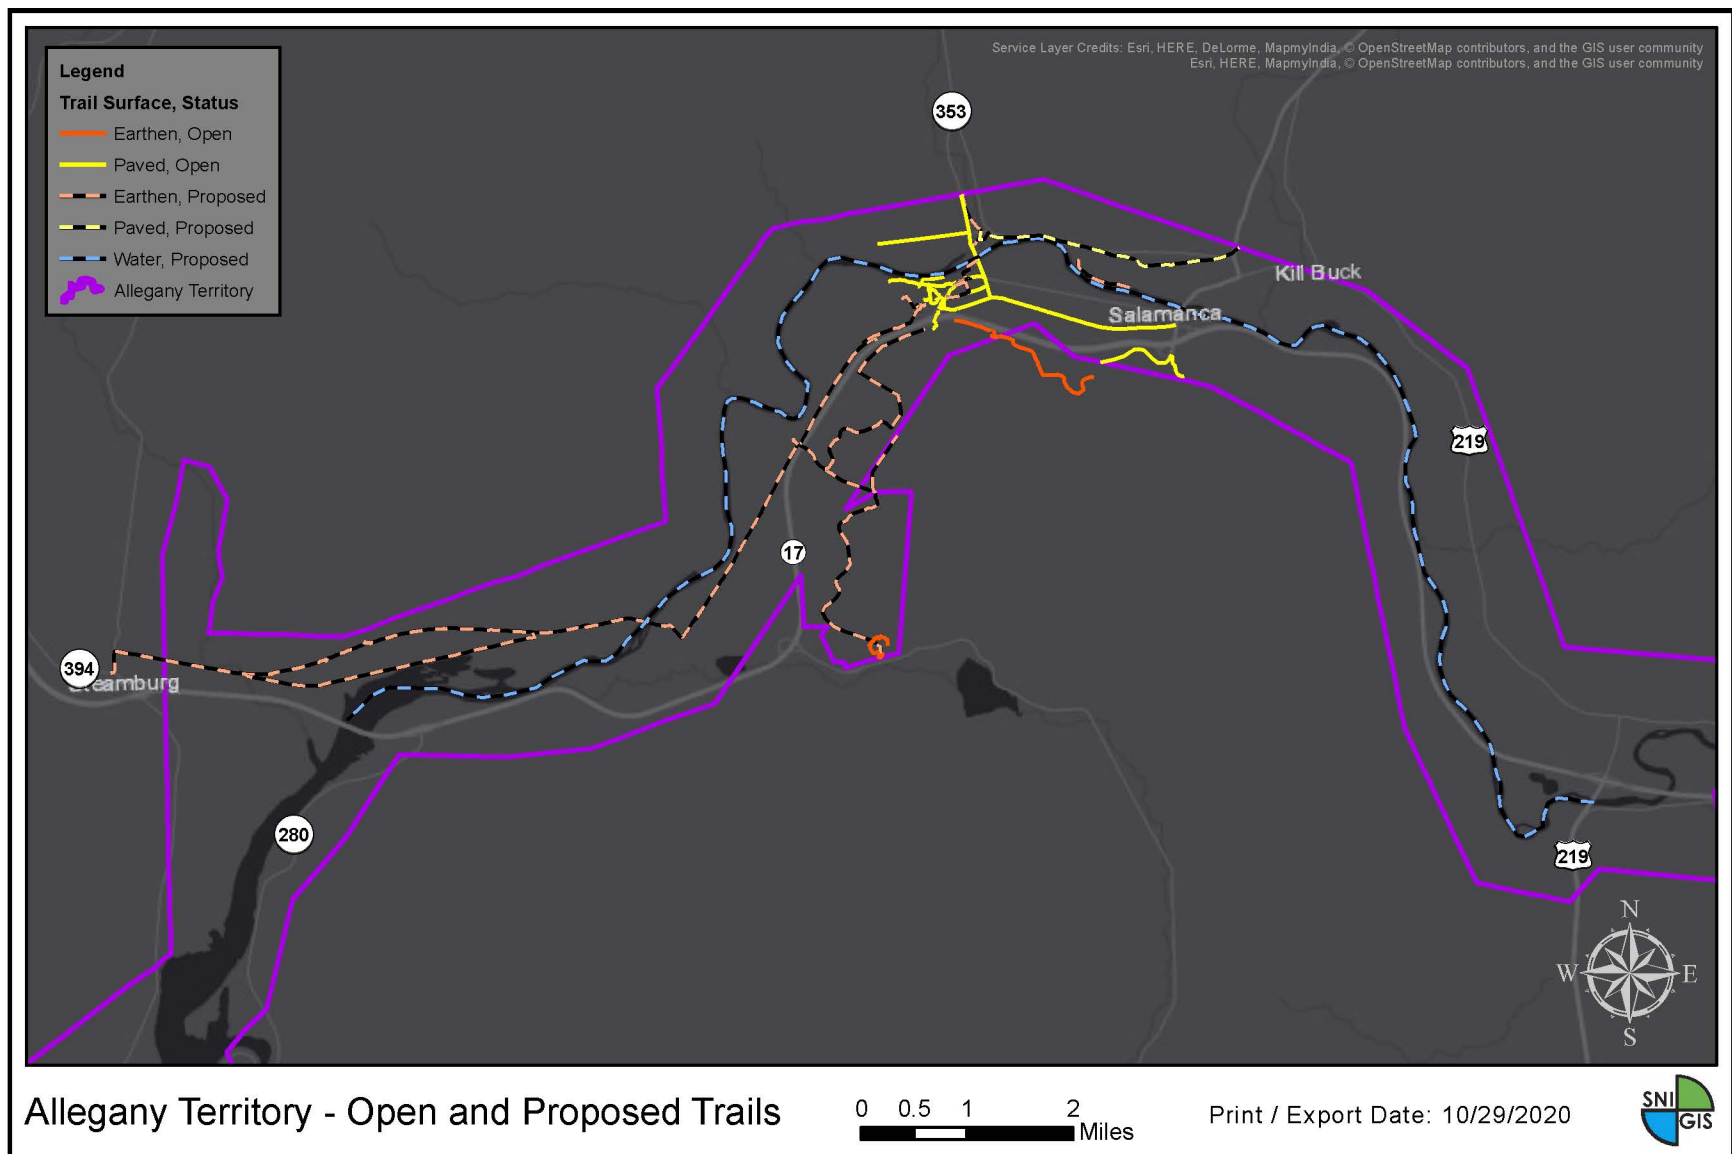 Service Layer Credits: Esri, HERE, DeLorme, MapmyIndia, © OpenStreetMap contributors, and the GIS user community
Esri, HERE, MapmyIndia, © OpenStreetMap contributors, and the GIS user community
Legend
Trail Surface, Status
Earthen, Open
Paved, Open
Earthen, Proposed
Paved, Proposed
Water, Proposed
Allegany Territory
353
Kill Buck
Salamanca
219
17
394
Steamburg
280
219
N
W
E
S
Allegany Territory - Open and Proposed Trails
0 0.5 1 2
Miles
Print / Export Date: 10/29/2020
SNI
GIS